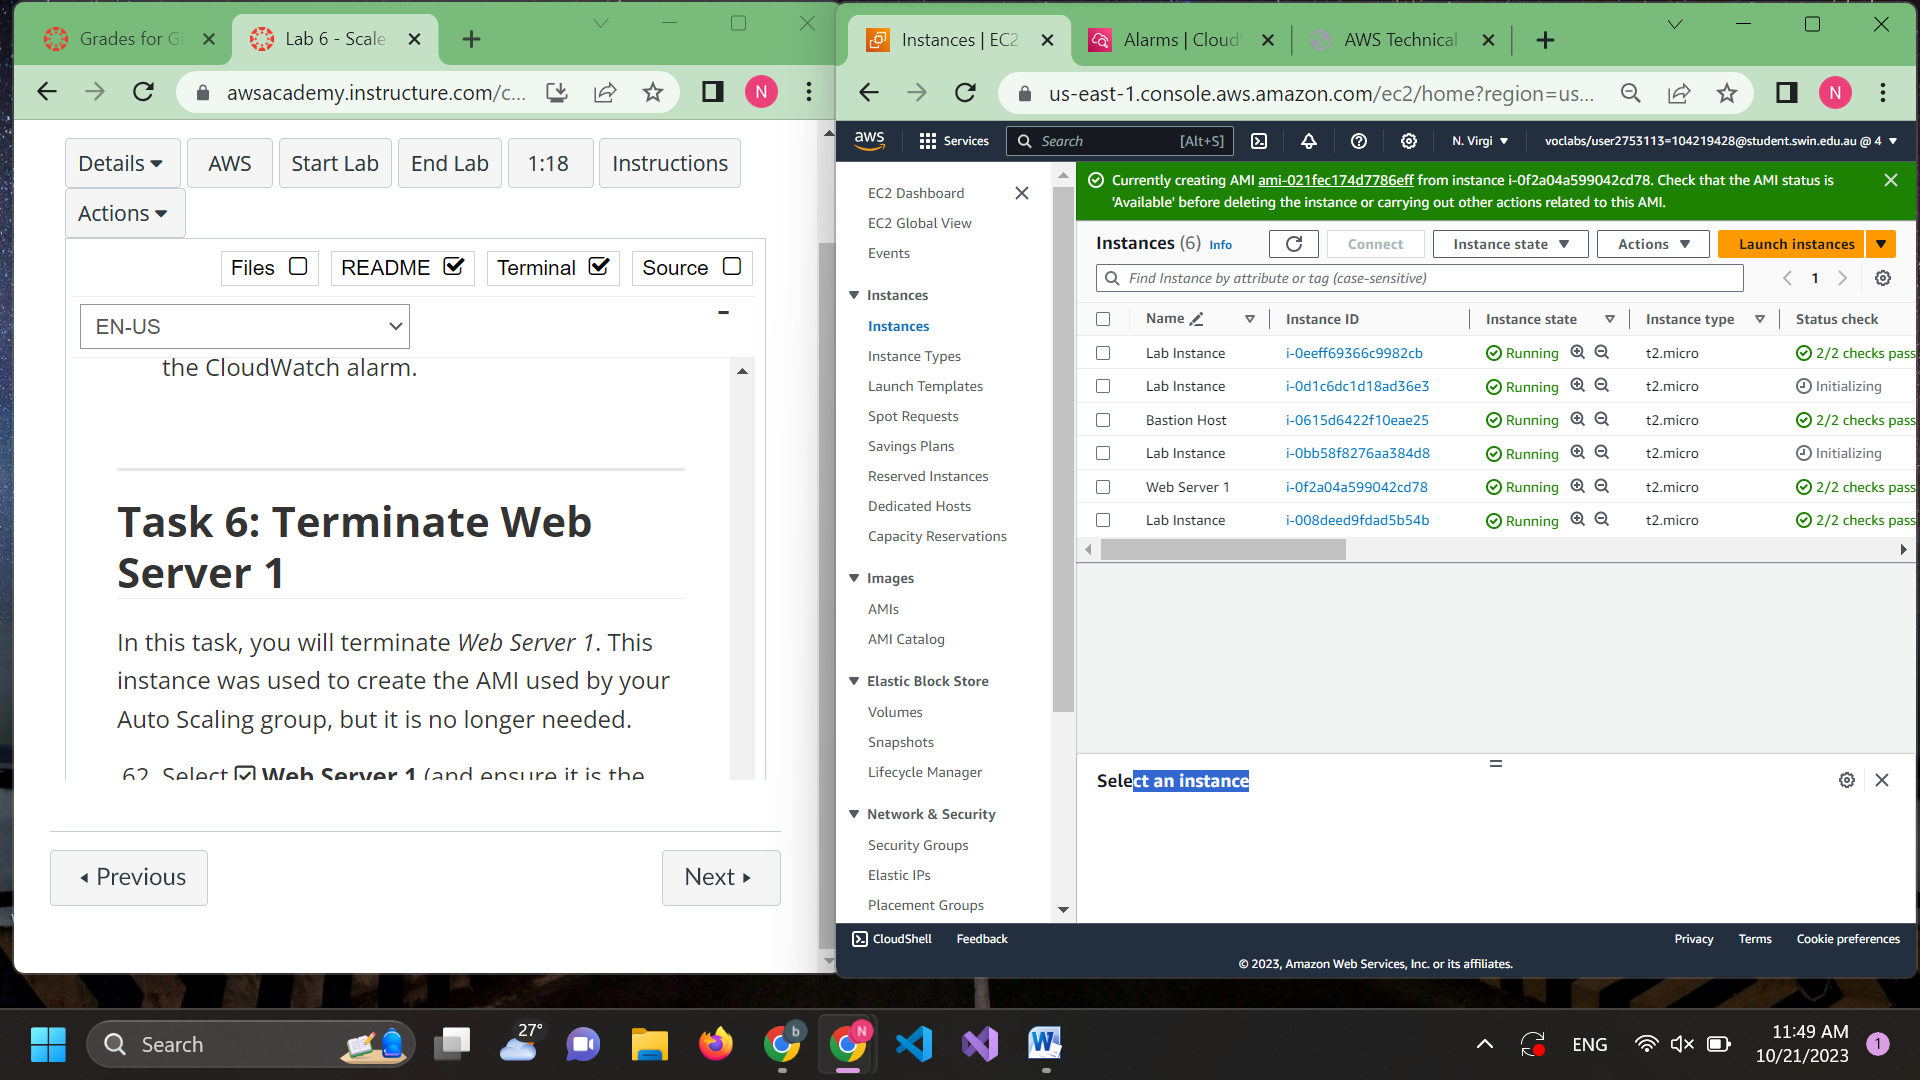 Grades for Gi
Lab 6 - Scale
awsacademy.instructure.com/c...
N
Details
AWS
Start Lab
End Lab
1:18
Instructions
Actions
Files
README
Terminal
Source
EN-US
the CloudWatch alarm.
Task 6: Terminate Web
Server 1
In this task, you will terminate Web Server 1. This
instance was used to create the AMI used by your
Auto Scaling group, but it is no longer needed.
62. Select Web Server 1 (and ensure it is the
Previous
Next
Instances | EC2
Alarms | Cloud
AWS Technical
us-east-1.console.aws.amazon.com/ec2/home?region=us...
N
aws
Services
Search
[Alt+S]
N. Virgi
voclabs/user2753113=104219428@student.swin.edu.au @ 4
EC2 Dashboard
EC2 Global View
Events
Instances
Instances
Instance Types
Launch Templates
Spot Requests
Savings Plans
Reserved Instances
Dedicated Hosts
Capacity Reservations
Images
AMIs
AMI Catalog
Elastic Block Store
Volumes
Snapshots
Lifecycle Manager
Network & Security
Security Groups
Elastic IPs
Placement Groups
Currently creating AMI ami-021fec174d7786eff from instance i-0f2a04a599042cd78. Check that the AMI status is
'Available' before deleting the instance or carrying out other actions related to this AMI.
Instances (6) Info
Connect
Instance state
Actions
Launch instances
Find Instance by attribute or tag (case-sensitive)
1
Name Instance ID Instance state Instance type Status check
Lab Instance i-0eeff69366c9982cb Running t2.micro 2/2 checks pass
Lab Instance i-0d1c6dc1d18ad36e3 Running t2.micro Initializing
Bastion Host i-0615d6422f10eae25 Running t2.micro 2/2 checks pass
Lab Instance i-0bb58f8276aa384d8 Running t2.micro Initializing
Web Server 1 i-0f2a04a599042cd78 Running t2.micro 2/2 checks pass
Lab Instance i-008deed9fdad5b54b Running t2.micro 2/2 checks pass
Select an instance
CloudShell
Feedback
Privacy
Terms
Cookie preferences
© 2023, Amazon Web Services, Inc. or its affiliates.
Search
27°
b
N
ENG
11:49 AM
10/21/2023
1